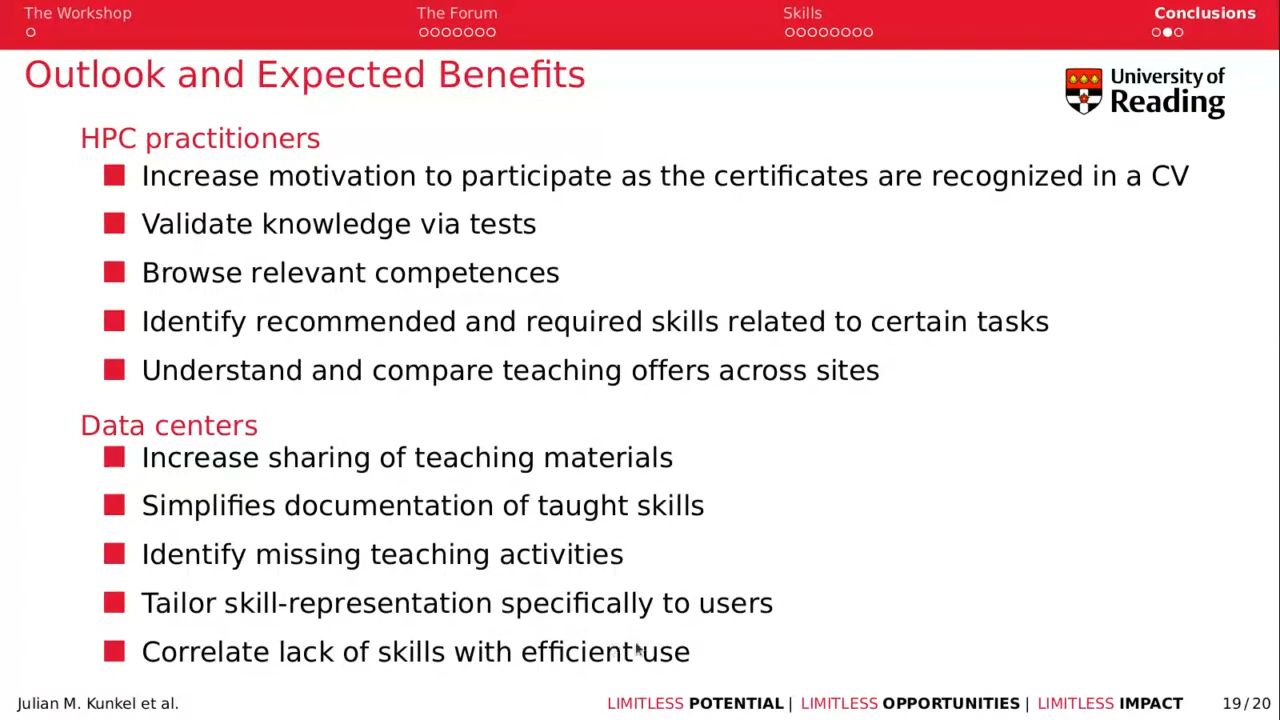 The Workshop The Forum Skills Conclusions
Outlook and Expected Benefits
University of
Reading
HPC practitioners
Increase motivation to participate as the certificates are recognized in a CV
Validate knowledge via tests
Browse relevant competences
Identify recommended and required skills related to certain tasks
Understand and compare teaching offers across sites
Data centers
Increase sharing of teaching materials
Simplifies documentation of taught skills
Identify missing teaching activities
Tailor skill-representation specifically to users
Correlate lack of skills with efficient use
Julian M. Kunkel et al. LIMITLESS POTENTIAL | LIMITLESS OPPORTUNITIES | LIMITLESS IMPACT 19/20